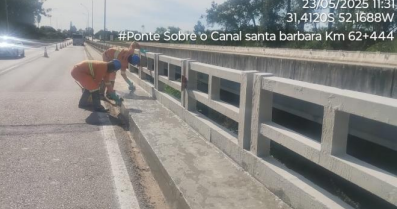 23/05/2025 11:31
31,4120S 52,1688W
#Ponte Sobre o Canal santa barbara Km 62+444